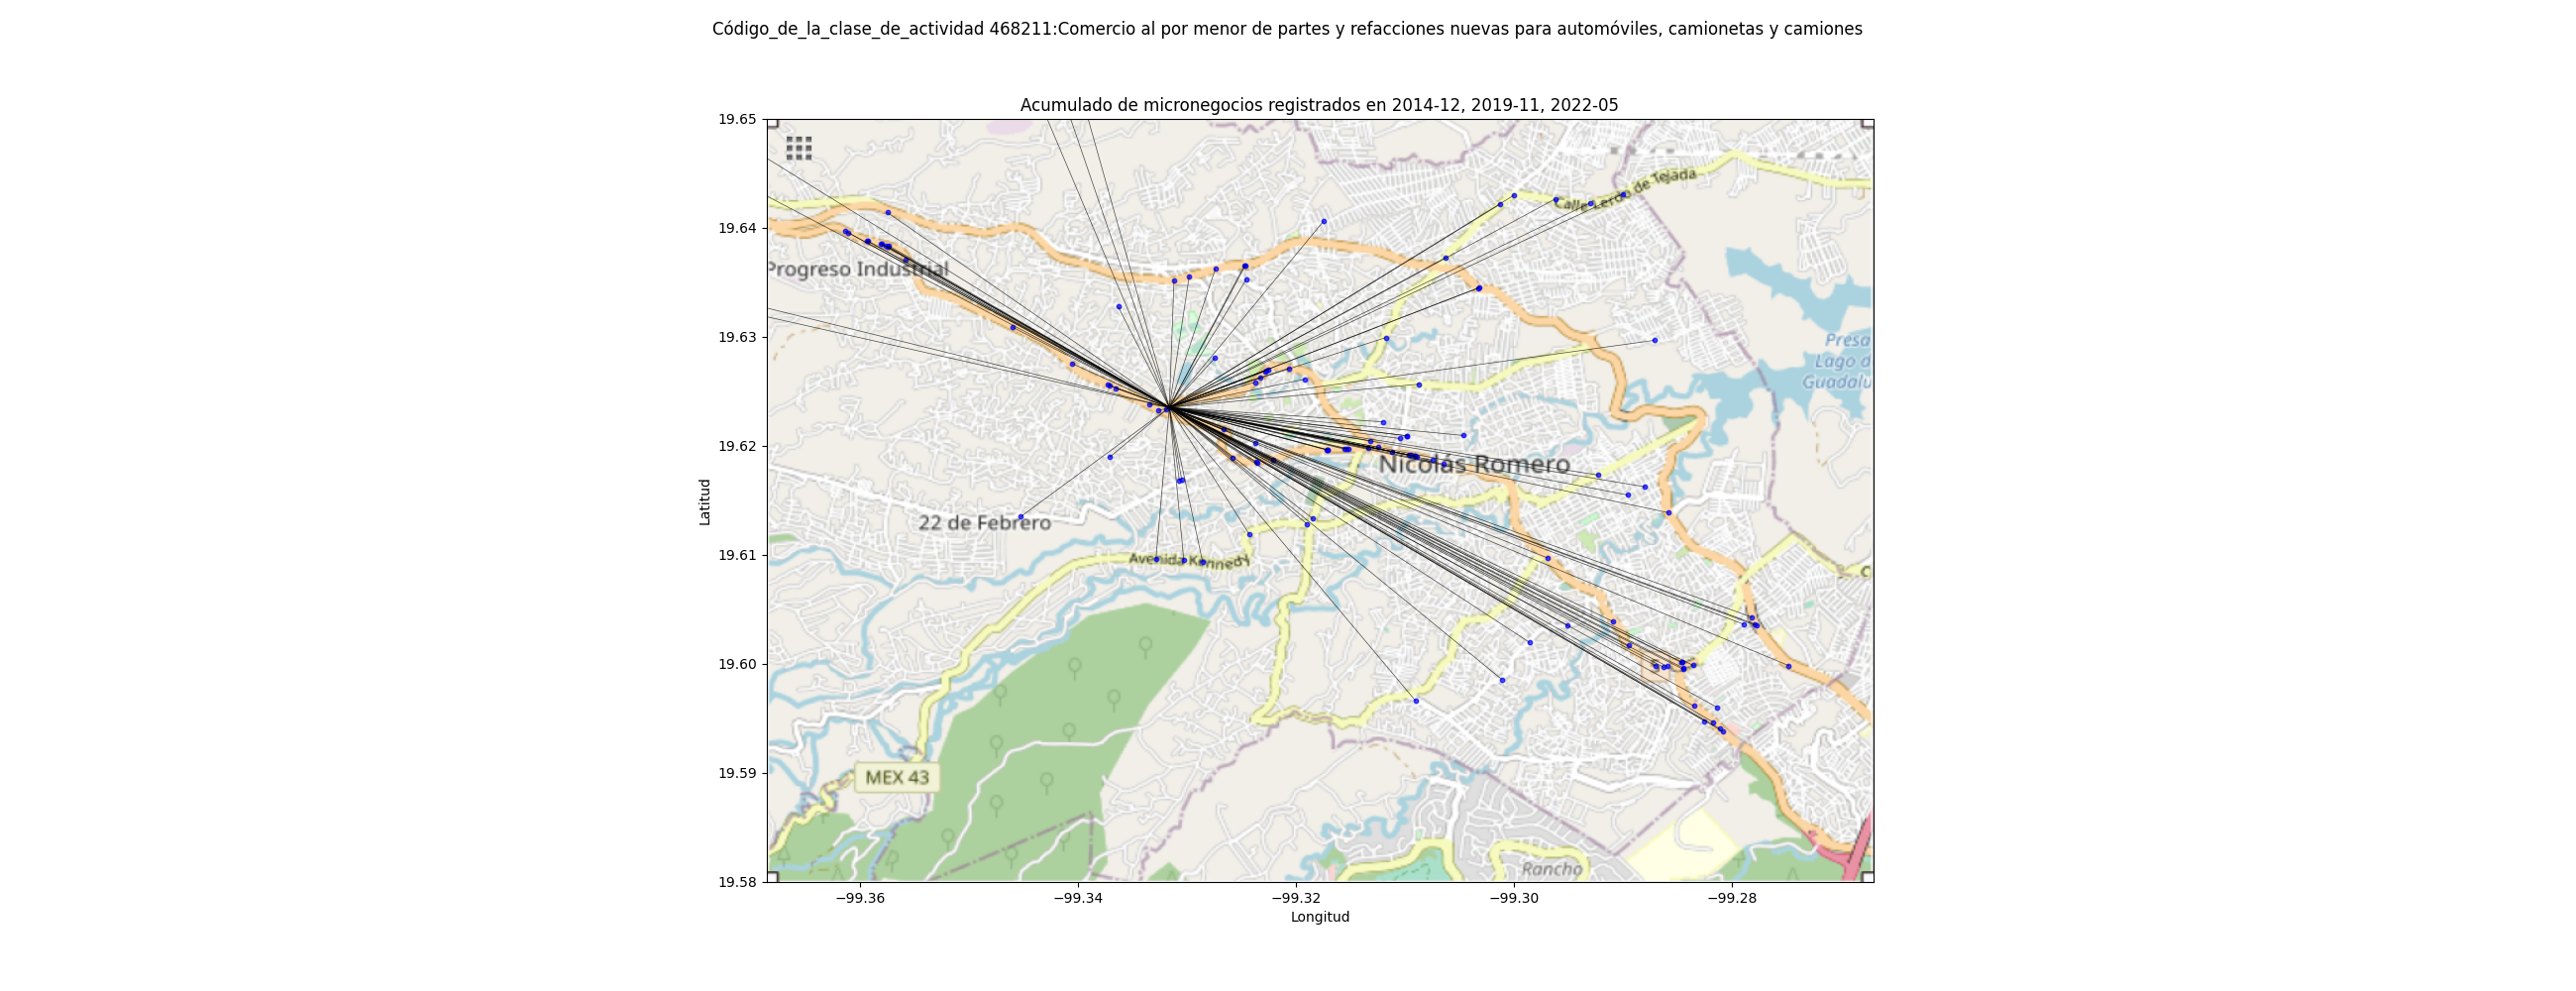 Código_de_la_clase_de_actividad 468211:Comercio al por menor de partes y refacciones nuevas para automóviles, camionetas y camiones
Acumulado de micronegocios registrados en 2014-12, 2019-11, 2022-05
19.65
19.64
19.63
19.62
19.61
19.60
19.59
19.58
Latitud
Calle Lerdo de Tejada
Progreso Industrial
Presa
Lago d
Guadalu
Nicolás Romero
22 de Febrero
Avenida Kennedy
C
MEX 43
Rancho
−99.36
−99.34
−99.32
−99.30
−99.28
Longitud